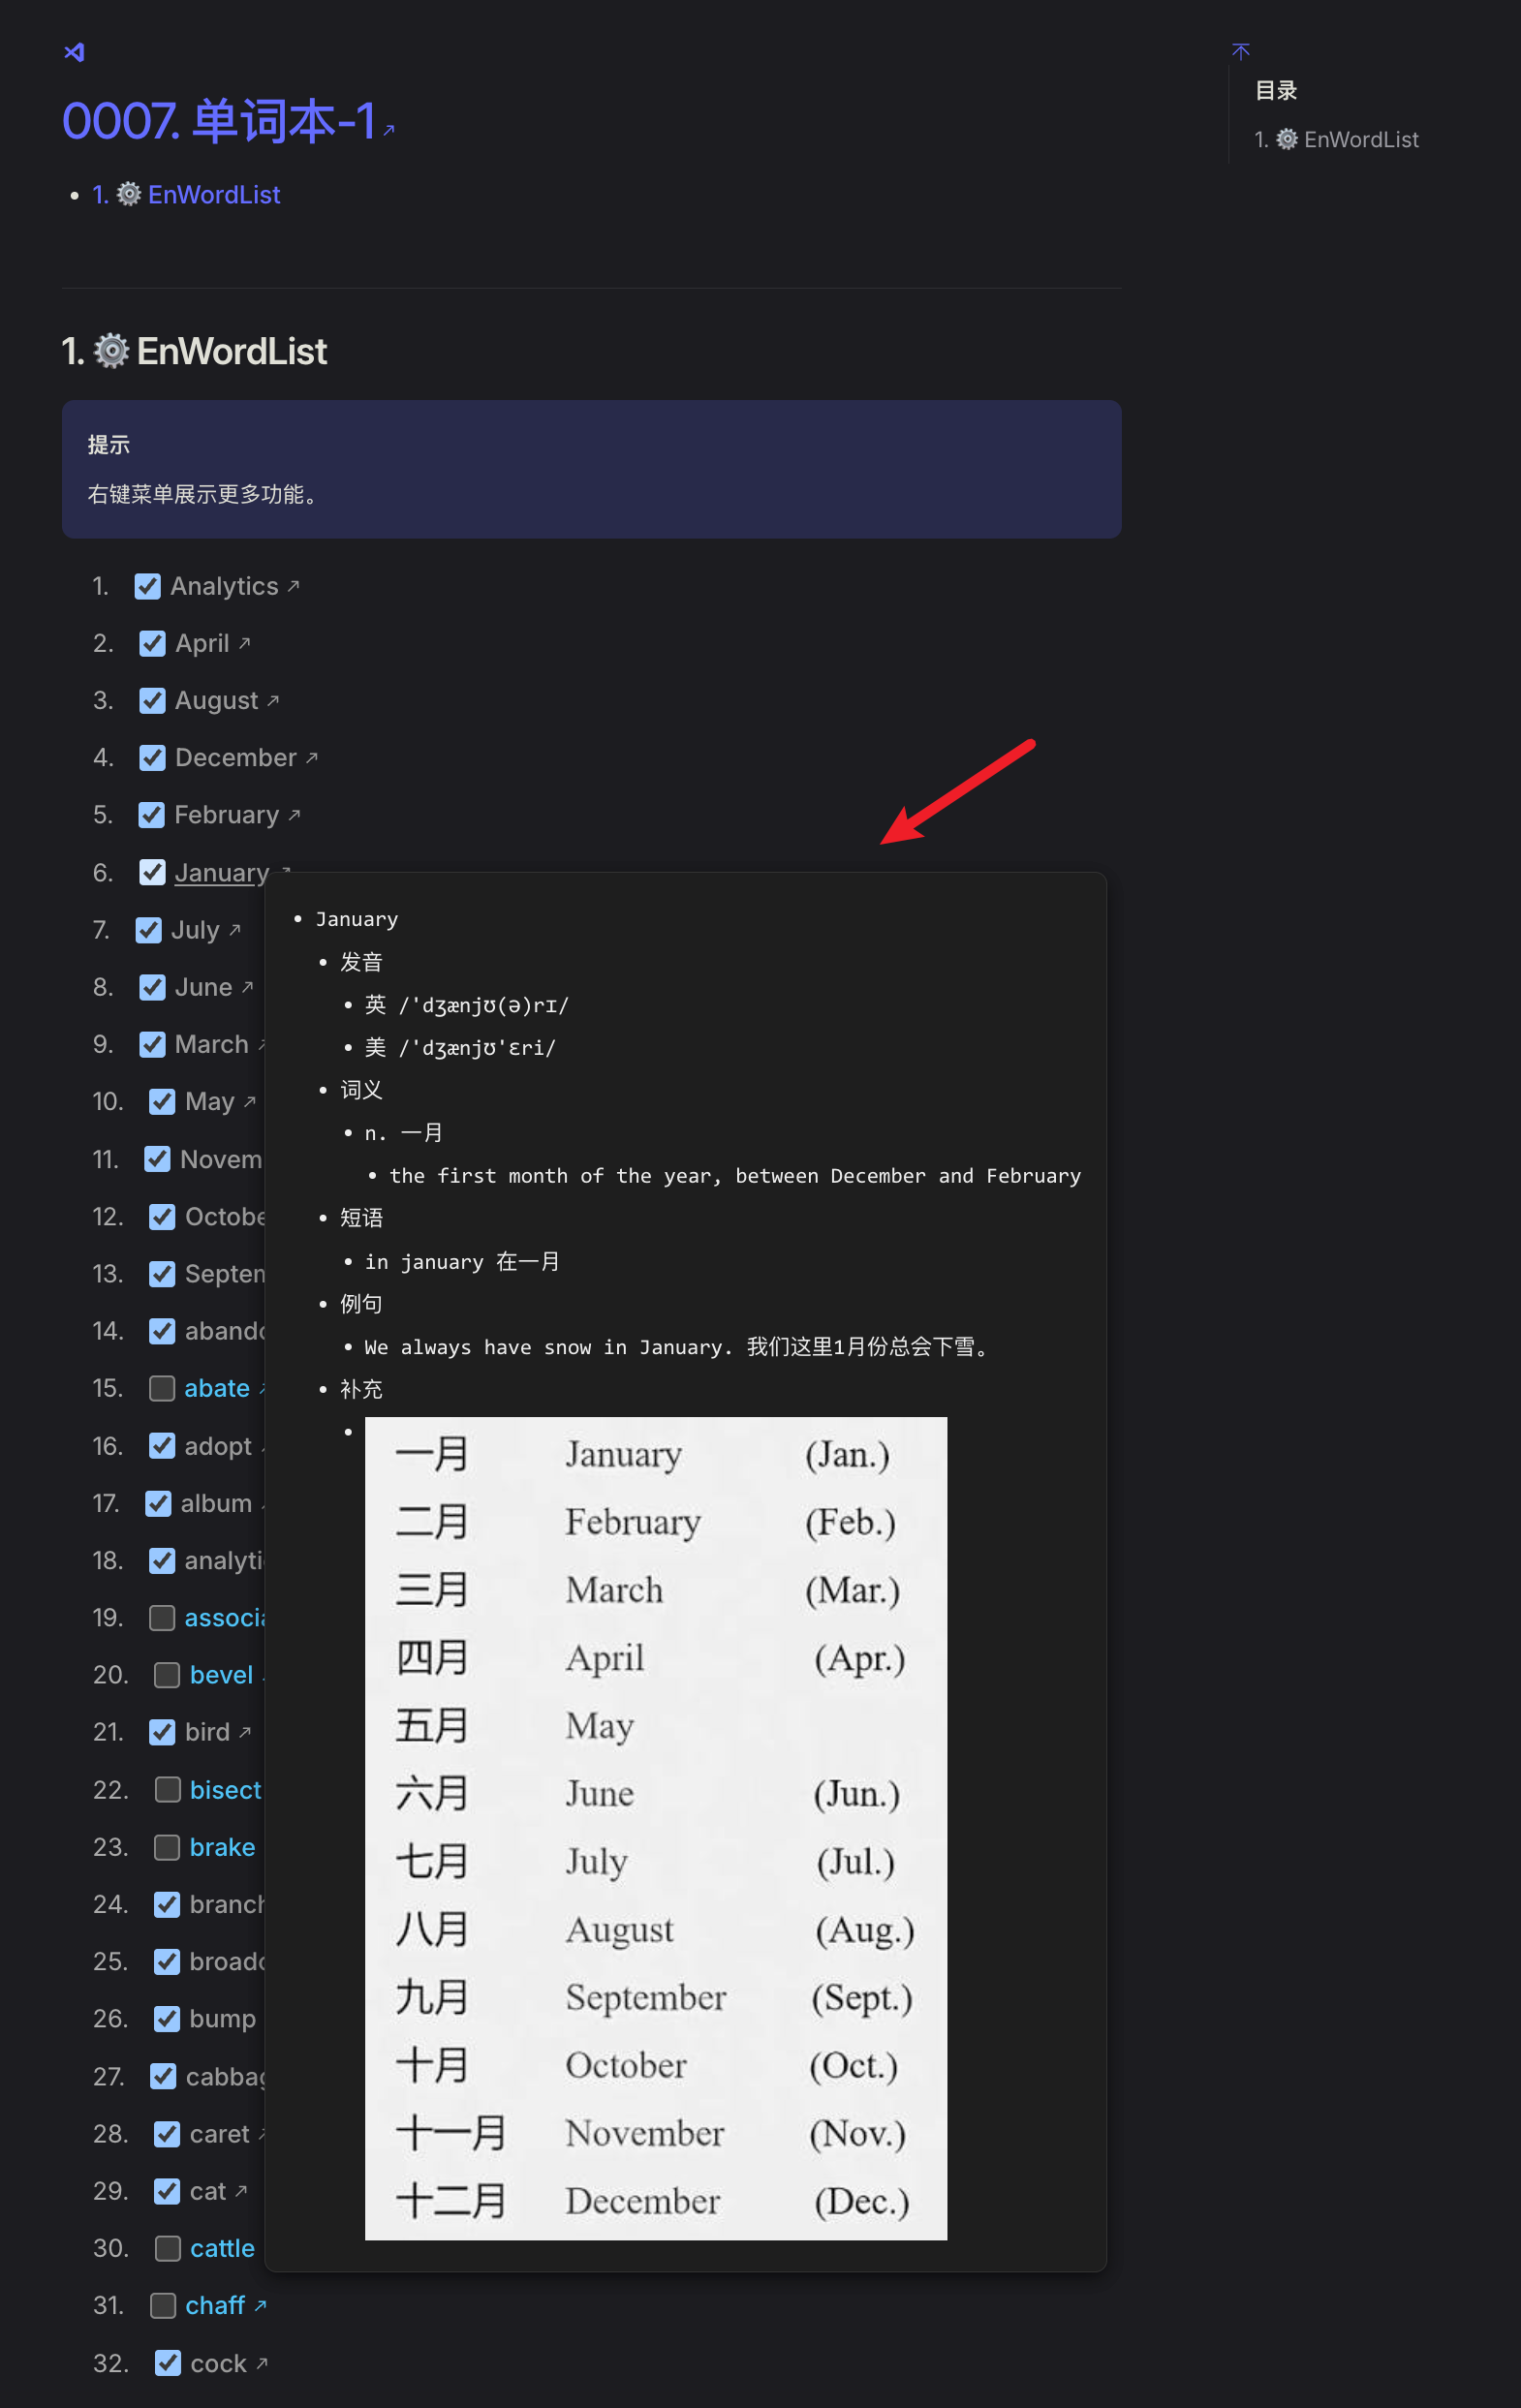 0007. 单词本-1
目录
1. ⚙️ EnWordList
1. ⚙️ EnWordList
1. ⚙️ EnWordList
提示
右键菜单展示更多功能。
1. Analytics
2. April
3. August
4. December
5. February
6. January
7. July
8. June
9. March
10. May
11. Novem
12. Octobe
13. Septem
14. abando
15. abate
16. adopt
17. album
18. analyti
19. associa
20. bevel
21. bird
22. bisect
23. brake
24. branch
25. broadc
26. bump
27. cabbag
28. caret
29. cat
30. cattle
31. chaff
32. cock
January
发音
英 /ˈdʒænjʊ(ə)rɪ/
美 /ˈdʒænjʊˈɛri/
词义
n. 一月
the first month of the year, between December and February
短语
in january 在一月
例句
We always have snow in January. 我们这里1月份总会下雪。
补充
一月 January (Jan.)
二月 February (Feb.)
三月 March (Mar.)
四月 April (Apr.)
五月 May
六月 June (Jun.)
七月 July (Jul.)
八月 August (Aug.)
九月 September (Sept.)
十月 October (Oct.)
十一月 November (Nov.)
十二月 December (Dec.)